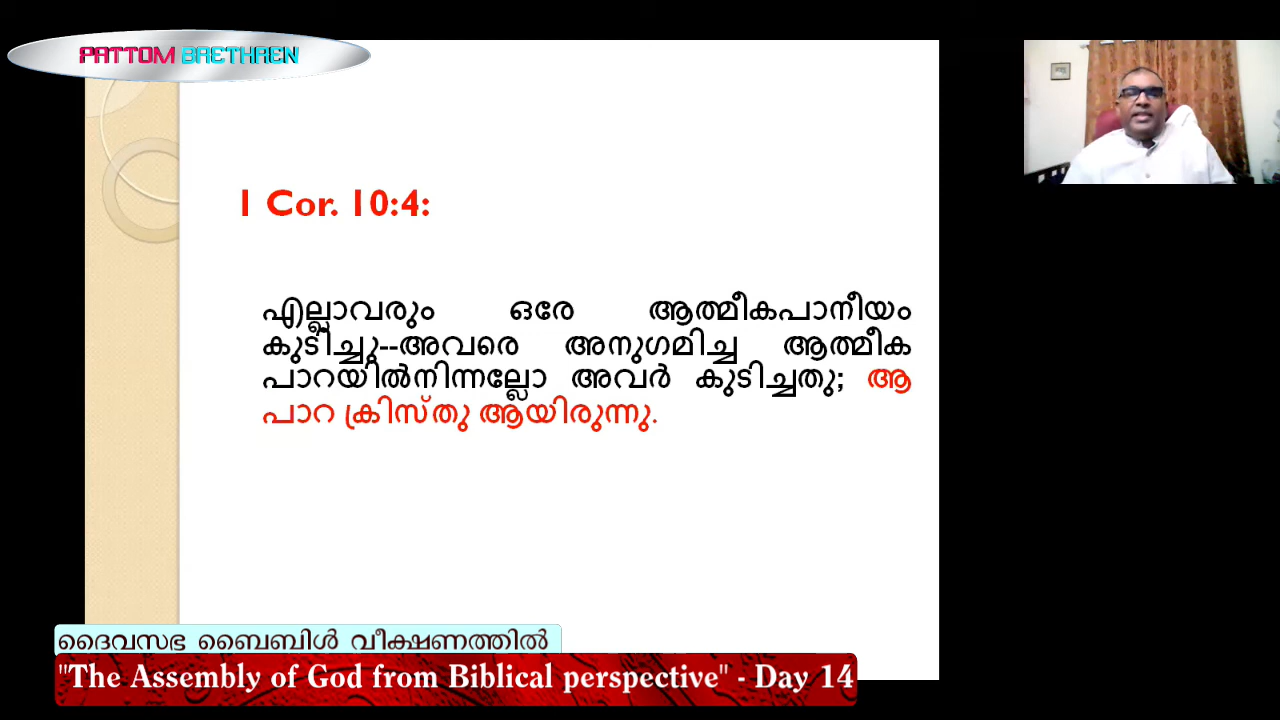 PATTOM BRETHREN
1 Cor. 10:4:
എല്ലാവരും ഒരേ ആത്മീകപാനീയം
കുടിച്ചു--അവരെ അനുഗമിച്ച ആത്മീക
പാറയിൽനിന്നല്ലോ അവർ കുടിച്ചതു; ആ
പാറ ക്രിസ്തു ആയിരുന്നു.
ദൈവസഭ ബൈബിൾ വീക്ഷണത്തിൽ
"The Assembly of God from Biblical perspective" - Day 14